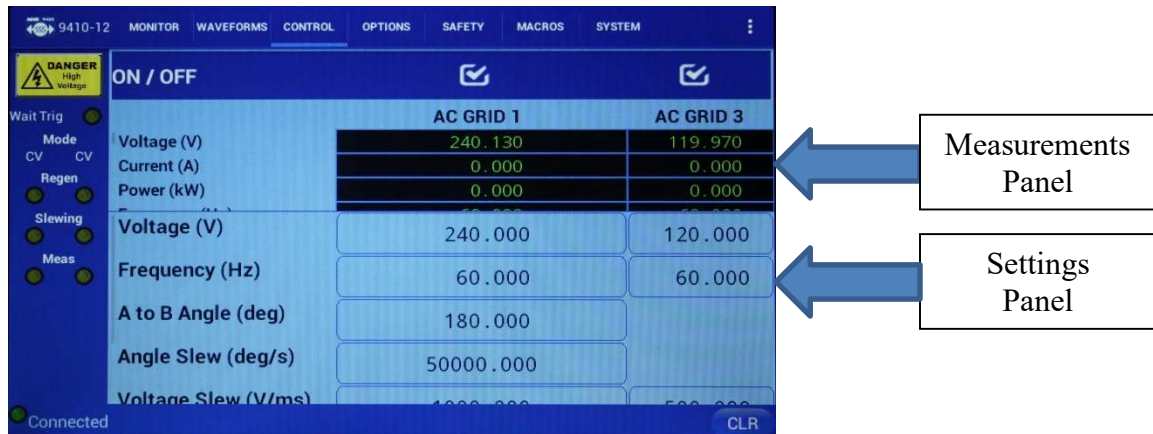 9410-12 MONITOR WAVEFORMS CONTROL OPTIONS SAFETY MACROS SYSTEM
DANGER
High
Voltage
ON / OFF
Wait Trig
Mode
CV CV
Regen
Slewing
Meas
AC GRID 1 AC GRID 3
Voltage (V) 240.130 119.970
Current (A) 0.000 0.000
Power (kW) 0.000 0.000
Voltage (V) 240.000 120.000
Frequency (Hz) 60.000 60.000
A to B Angle (deg) 180.000
Angle Slew (deg/s) 50000.000
Voltage Slew (V/ms)
Connected
CLR
Measurements
Panel
Settings
Panel